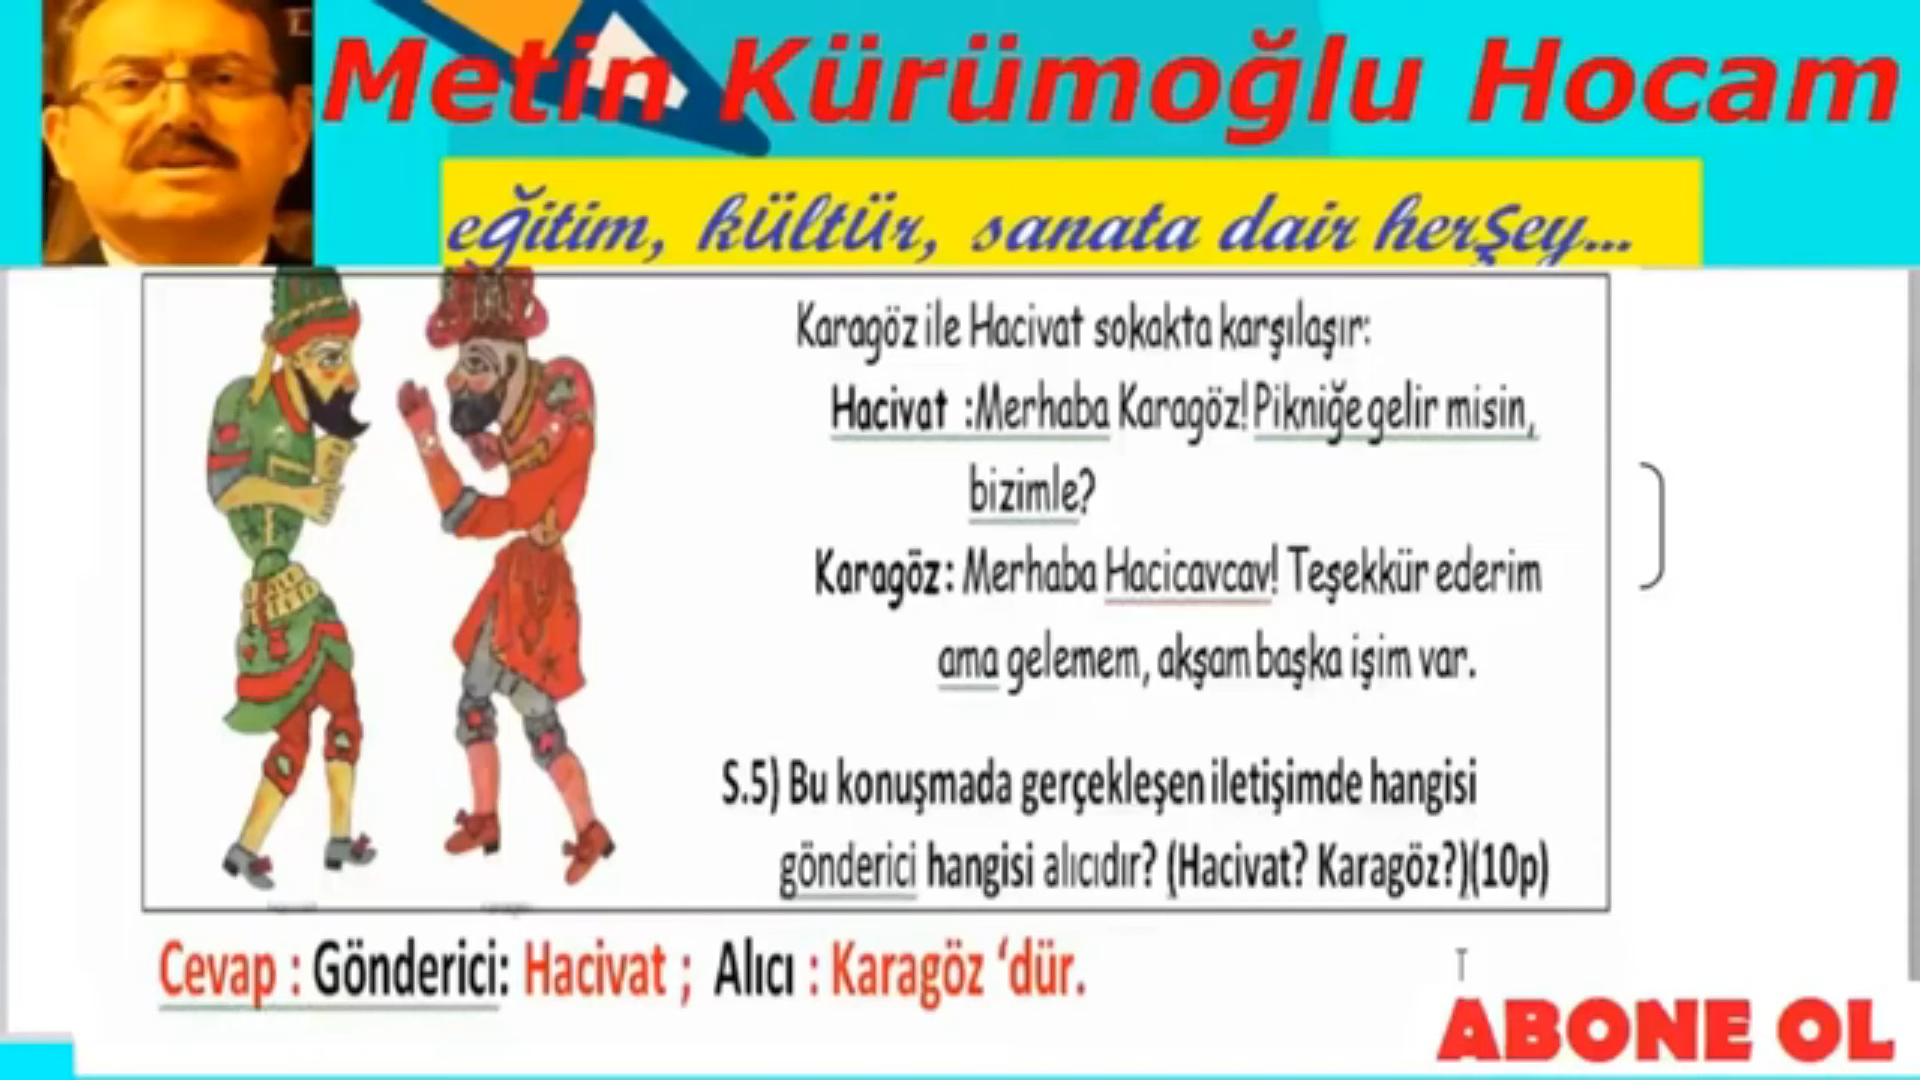 Metin Kürümoğlu Hocam
eğitim, kültür, sanata dair herşey...
Karagöz ile Hacivat sokakta karşılaşır:
Hacivat :Merhaba Karagöz! Pikniğe gelir misin,
bizimle?
Karagöz: Merhaba Hacicavcav! Teşekkür ederim
ama gelemem, akşam başka işim var.
S.5) Bu konuşmada gerçekleşen iletişimde hangisi
gönderici hangisi alıcıdır? (Hacivat? Karagöz?)(10p)
Cevap : Gönderici: Hacivat ; Alıcı : Karagöz ‘dür.
ABONE OL